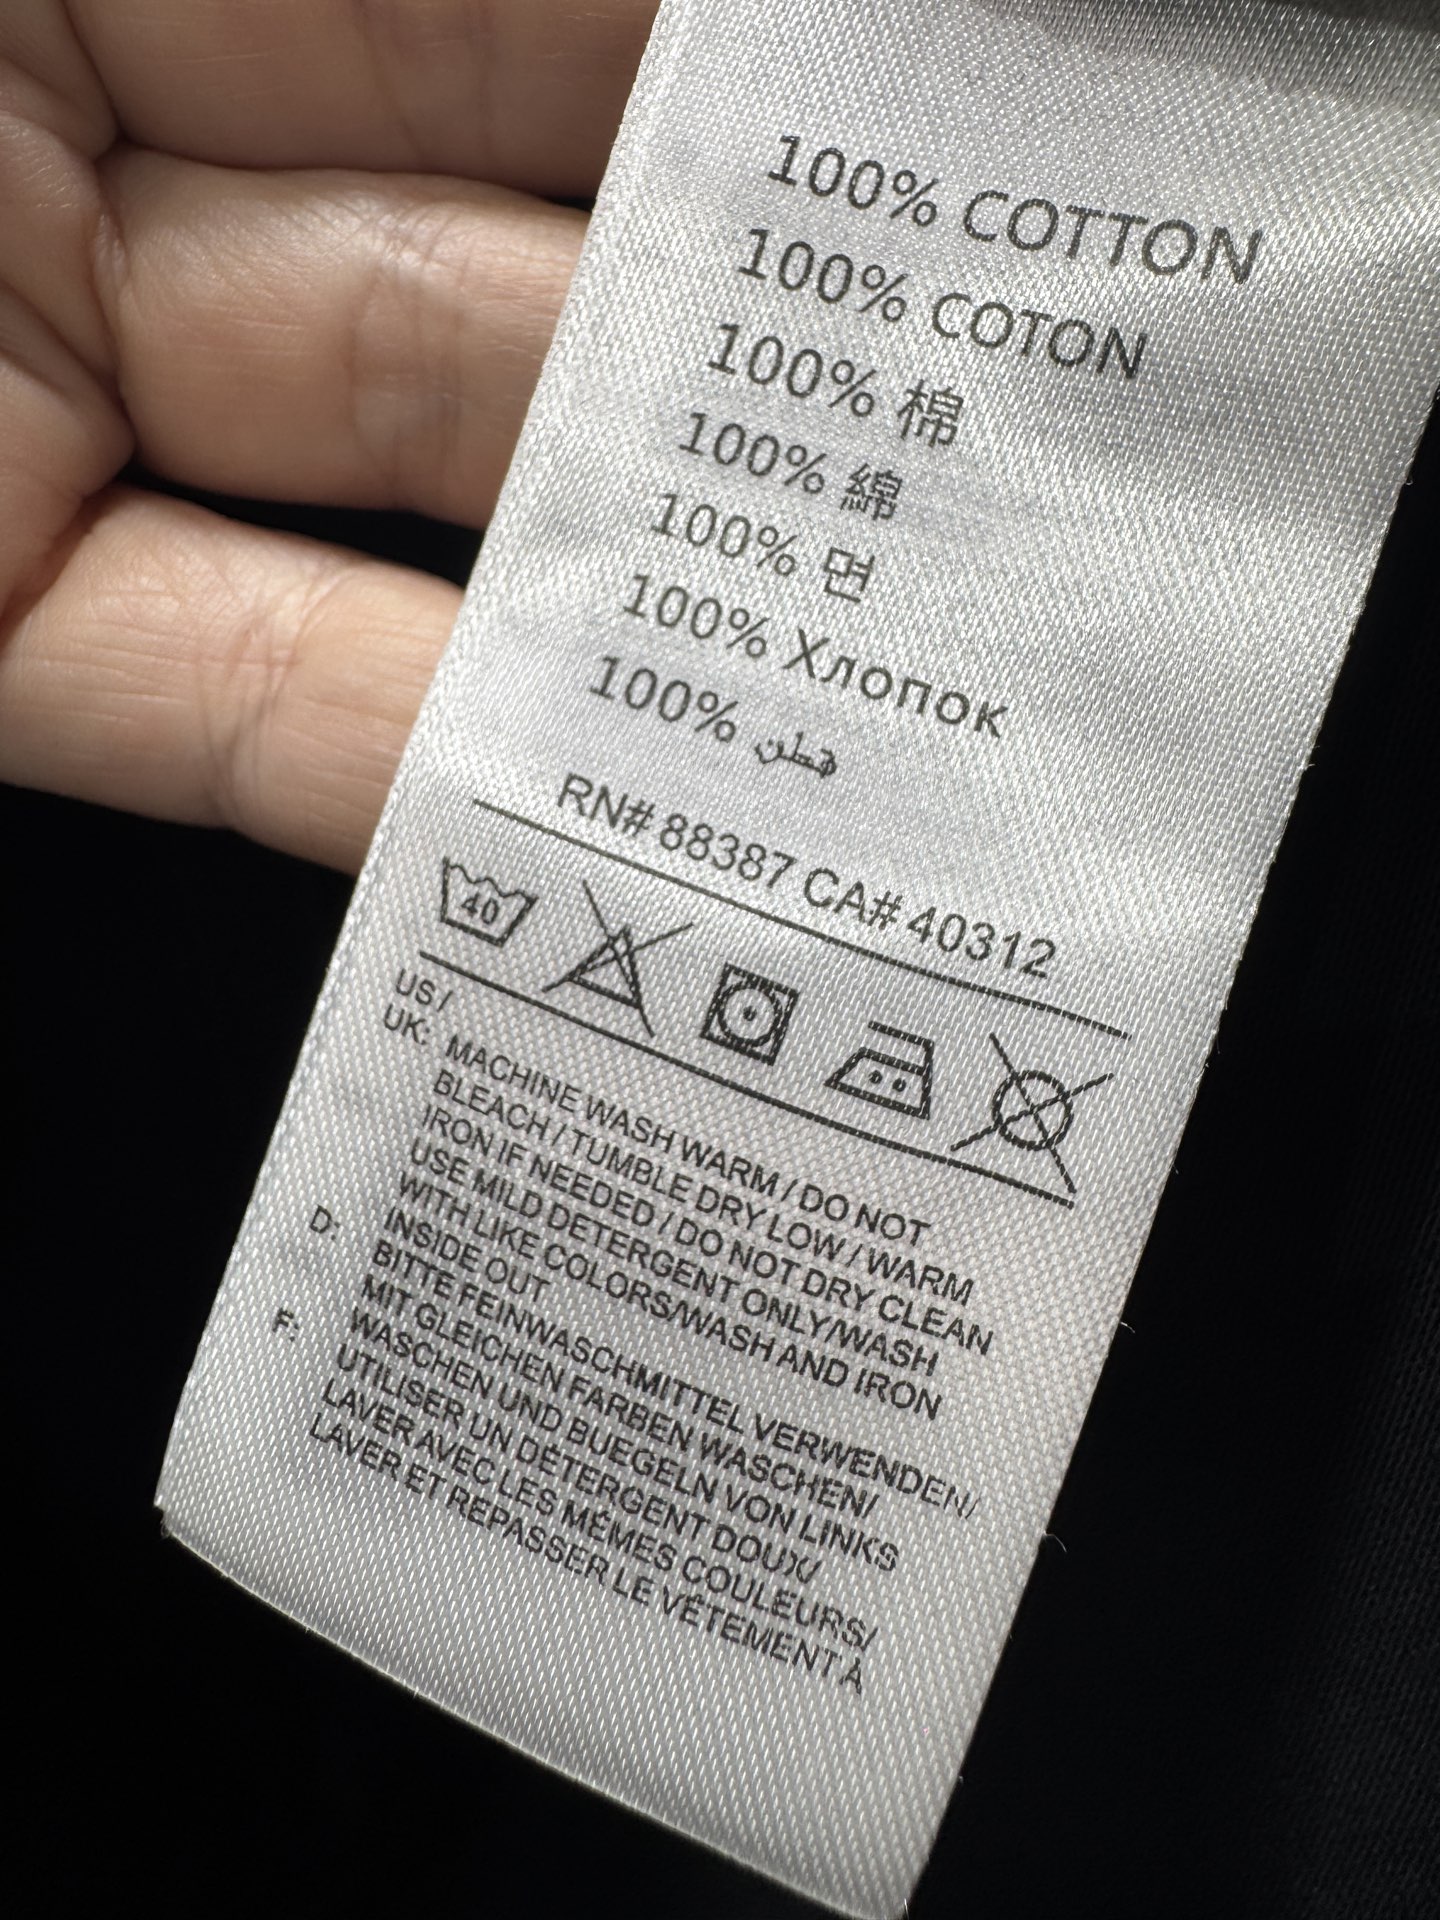 100% COTTON
100% COTON
100% 棉
100% 綿
100% 면
100% Хлопок
100% قطن
RN# 88387 CA# 40312
40
US /
UK: MACHINE WASH WARM / DO NOT
BLEACH / TUMBLE DRY LOW / WARM
IRON IF NEEDED / DO NOT DRY CLEAN
USE MILD DETERGENT ONLY/WASH
WITH LIKE COLORS/WASH AND IRON
INSIDE OUT
D: BITTE FEINWASCHMITTEL VERWENDEN/
MIT GLEICHEN FARBEN WASCHEN/
WASCHEN UND BUEGELN VON LINKS
F: UTILISER UN DÉTERGENT DOUX/
LAVER AVEC LES MÊMES COULEURS/
LAVER ET REPASSER LE VÊTEMENT À